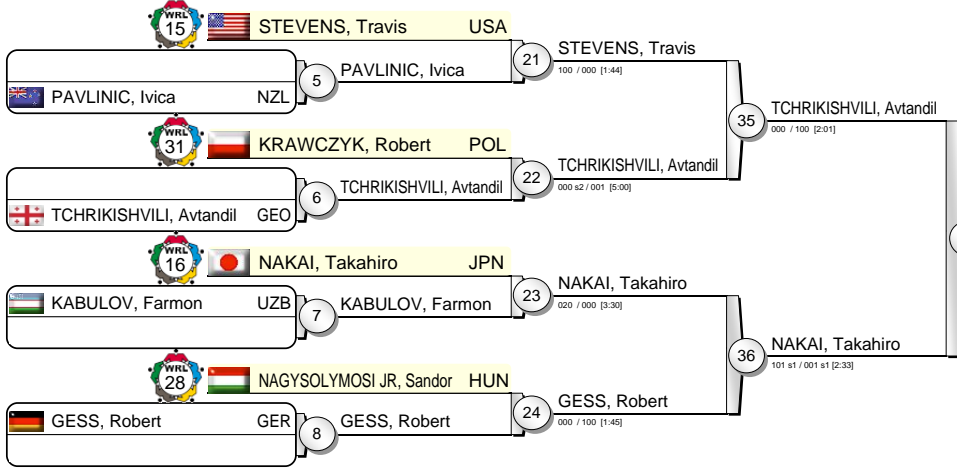 WRL
15
STEVENS, Travis USA
PAVLINIC, Ivica NZL
5
PAVLINIC, Ivica
21
STEVENS, Travis
100 / 000 [1:44]
WRL
31
KRAWCZYK, Robert POL
TCHRIKISHVILI, Avtandil GEO
6
TCHRIKISHVILI, Avtandil
22
TCHRIKISHVILI, Avtandil
000 s2 / 001 [5:00]
35
TCHRIKISHVILI, Avtandil
000 / 100 [2:01]
WRL
16
NAKAI, Takahiro JPN
KABULOV, Farmon UZB
7
KABULOV, Farmon
23
NAKAI, Takahiro
020 / 000 [3:30]
WRL
28
NAGYSOLYMOSI JR, Sandor HUN
GESS, Robert GER
8
GESS, Robert
24
GESS, Robert
000 / 100 [1:45]
36
NAKAI, Takahiro
101 s1 / 001 s1 [2:33]